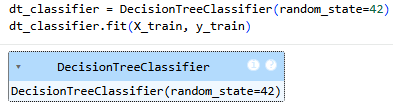 dt_classifier = DecisionTreeClassifier(random_state=42)
dt_classifier.fit(X_train, y_train)
DecisionTreeClassifier
DecisionTreeClassifier(random_state=42)